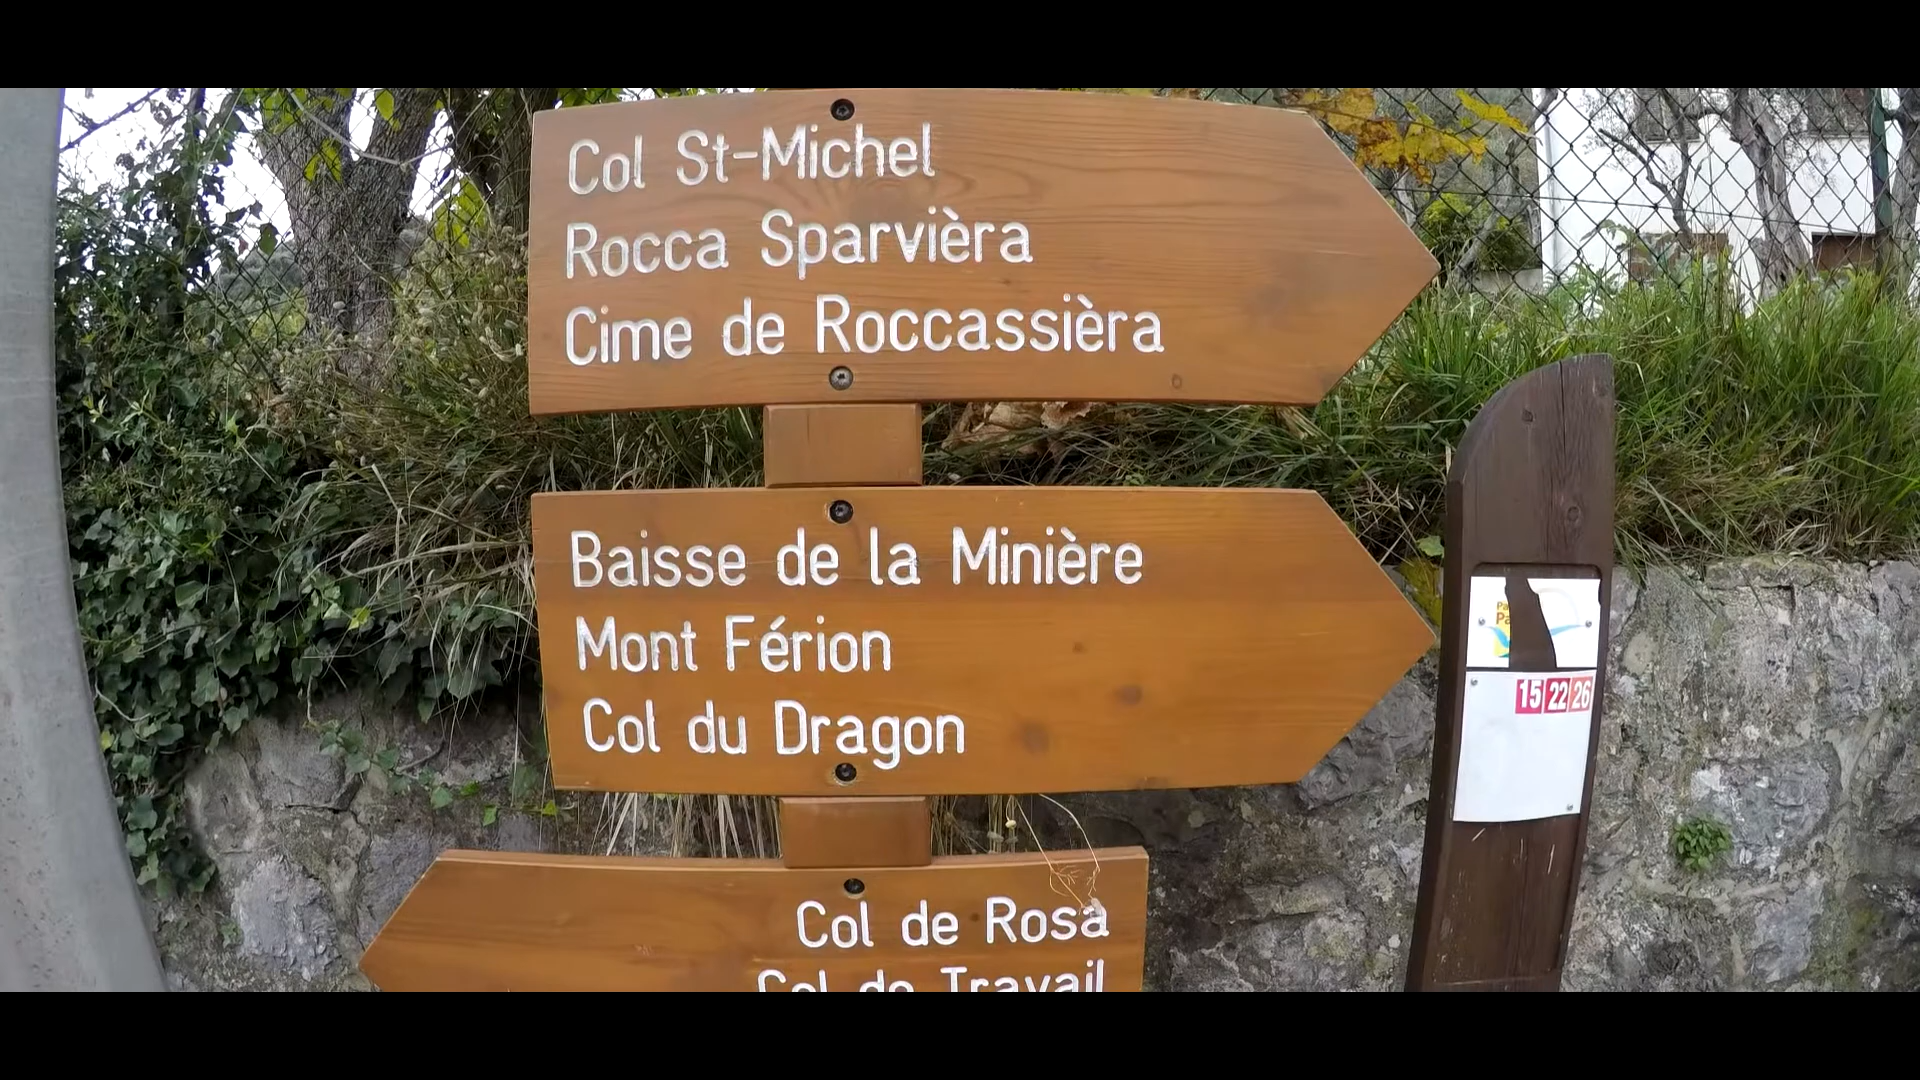 Col St-Michel
Rocca Sparvièra
Cime de Roccassièra
Baisse de la Minière
Mont Férion
Col du Dragon
Col de Rosa
Col de Travail
15 22 26